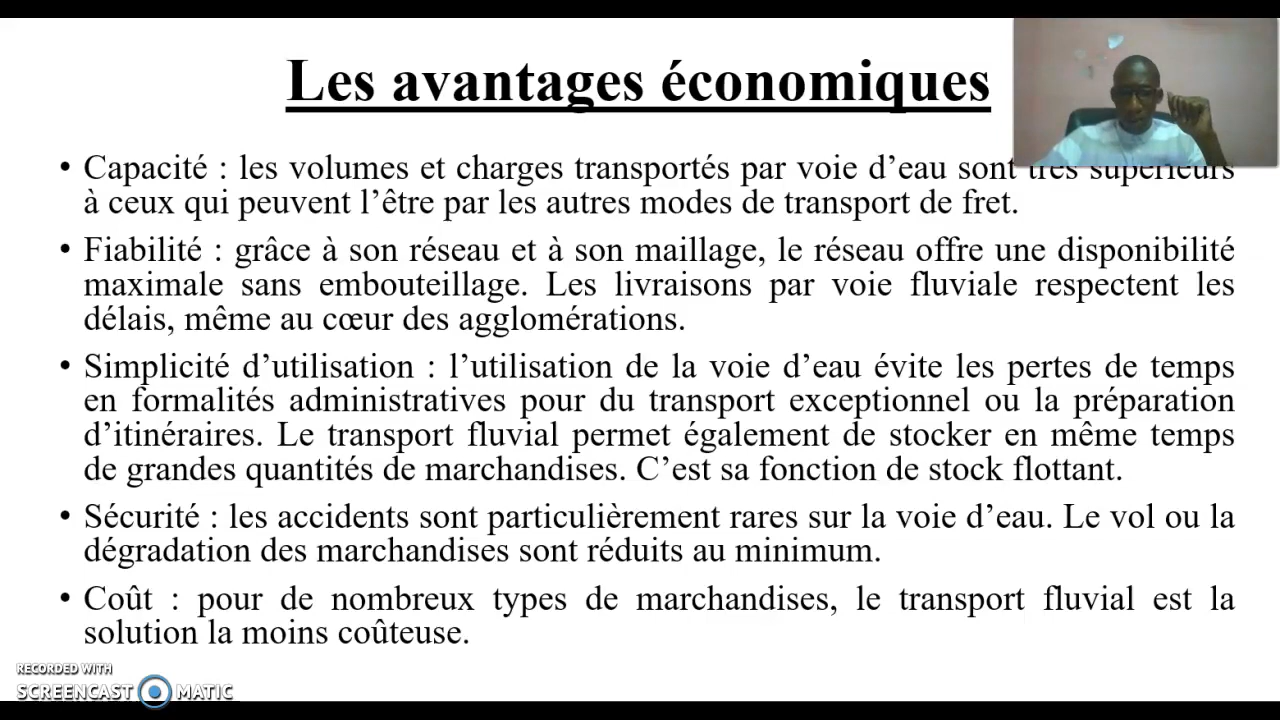 Les avantages économiques
• Capacité : les volumes et charges transportés par voie d’eau sont très supérieurs
à ceux qui peuvent l’être par les autres modes de transport de fret.
• Fiabilité : grâce à son réseau et à son maillage, le réseau offre une disponibilité
maximale sans embouteillage. Les livraisons par voie fluviale respectent les
délais, même au cœur des agglomérations.
• Simplicité d’utilisation : l’utilisation de la voie d’eau évite les pertes de temps
en formalités administratives pour du transport exceptionnel ou la préparation
d’itinéraires. Le transport fluvial permet également de stocker en même temps
de grandes quantités de marchandises. C’est sa fonction de stock flottant.
• Sécurité : les accidents sont particulièrement rares sur la voie d’eau. Le vol ou la
dégradation des marchandises sont réduits au minimum.
• Coût : pour de nombreux types de marchandises, le transport fluvial est la
solution la moins coûteuse.
RECORDED WITH
SCREENCAST MATIC